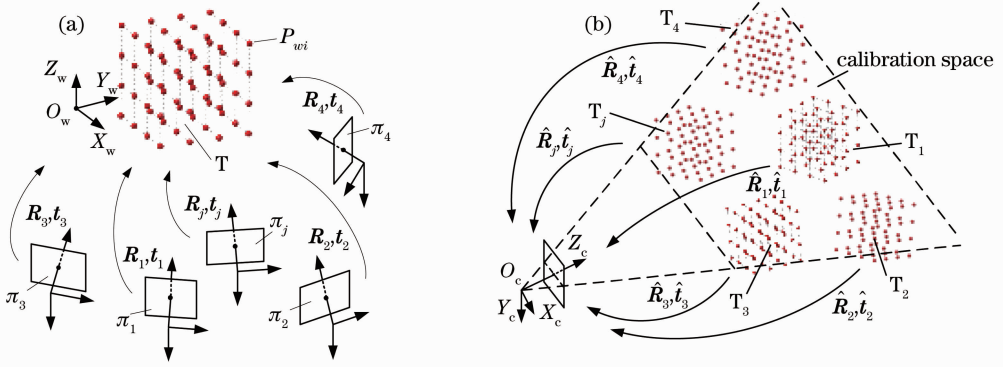 (a)
P_wi
Z_w
Y_w
O_w
X_w
T
R_4,t_4
π_4
R_3,t_3
π_3
R_1,t_1
π_1
R_j,t_j
π_j
R_2,t_2
π_2
(b)
T_4
R̂_4,t̂_4
calibration space
T_j
R̂_j,t̂_j
T_1
R̂_1,t̂_1
Z_c
O_c
Y_c
X_c
R̂_3,t̂_3
T_3
T_2
R̂_2,t̂_2